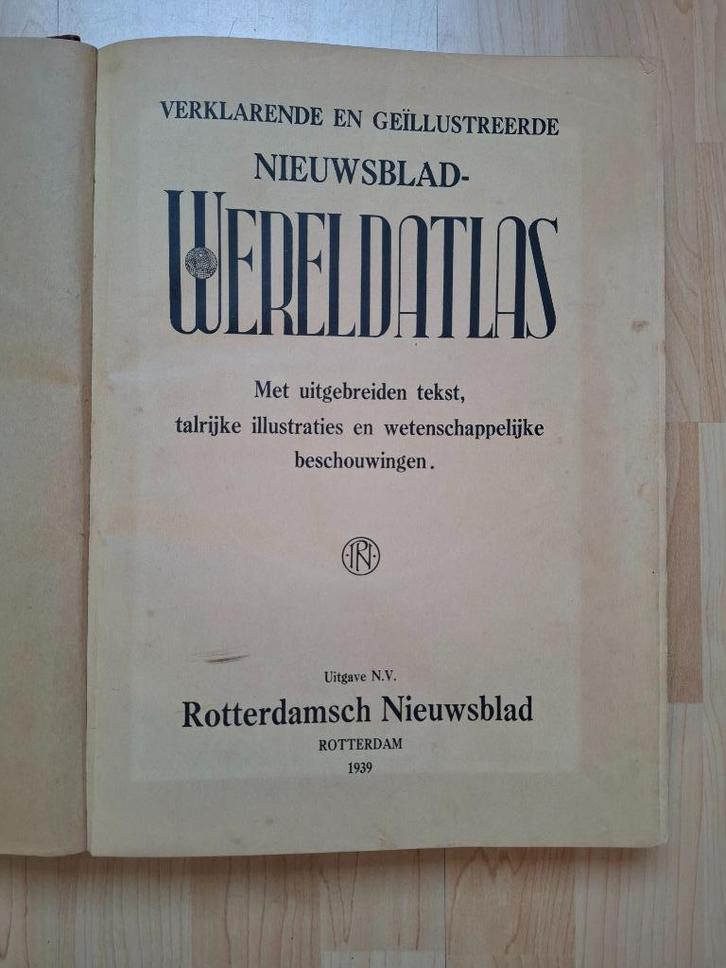 VERKLARENDE EN GEÏLLUSTREERDE
NIEUWSBLAD-
WERELDATLAS
Met uitgebreiden tekst,
talrijke illustraties en wetenschappelijke
beschouwingen.
RN
Uitgave N.V.
Rotterdamsch Nieuwsblad
ROTTERDAM
1939